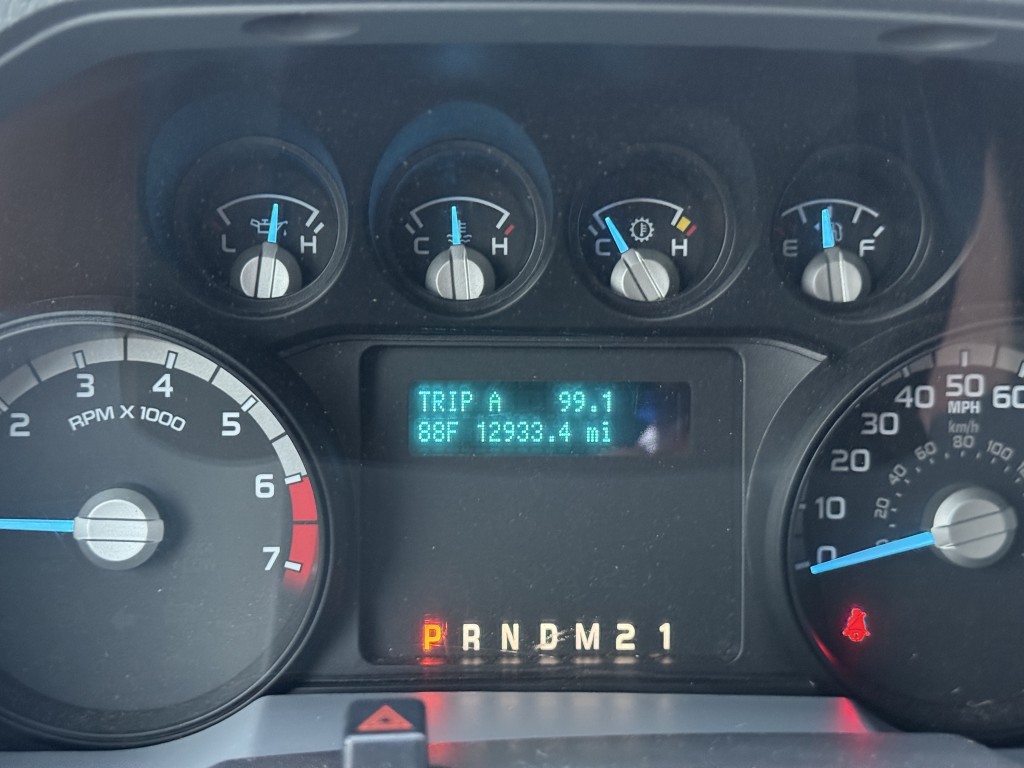 L H
C H
C H
E F
2 3 4 5 6 7
RPM X 1000
TRIP A 99.1
88F 12933.4 mi
0 10 20 30 40 50 60
MPH
km/h
20 40 60 80 100
P R N D M 2 1